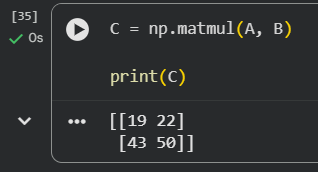 [35]
0s
C = np.matmul(A, B)
print(C)
[[19 22]
[43 50]]